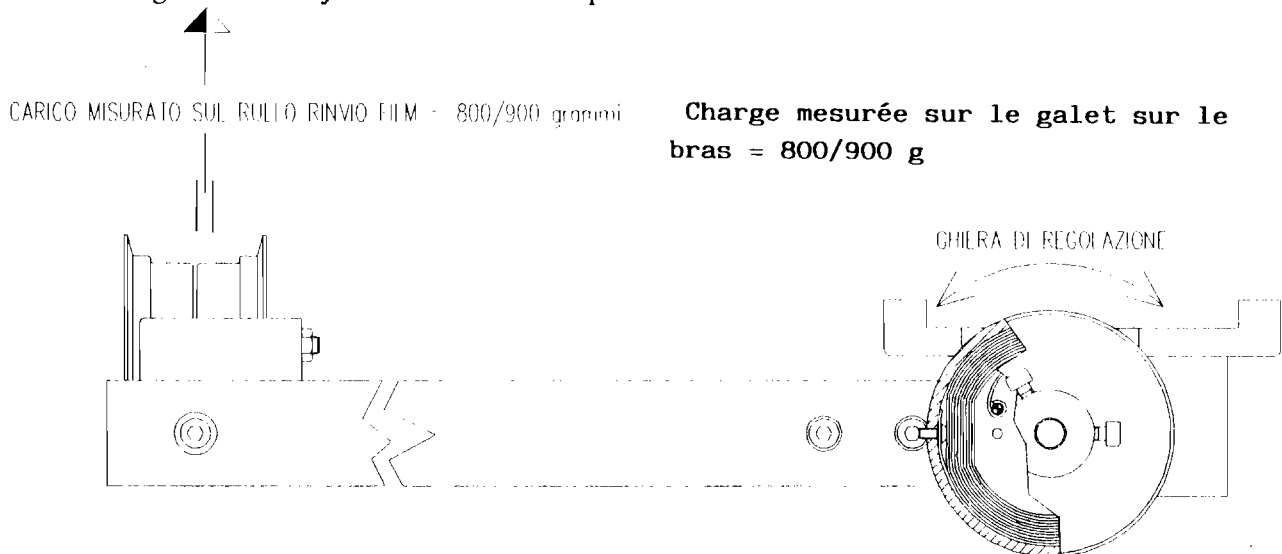 CARICO MISURATO SUL RULLO RINVIO FILM - 800/900 grammi
Charge mesurée sur le galet sur le
bras = 800/900 g
GHIERA DI REGOLAZIONE